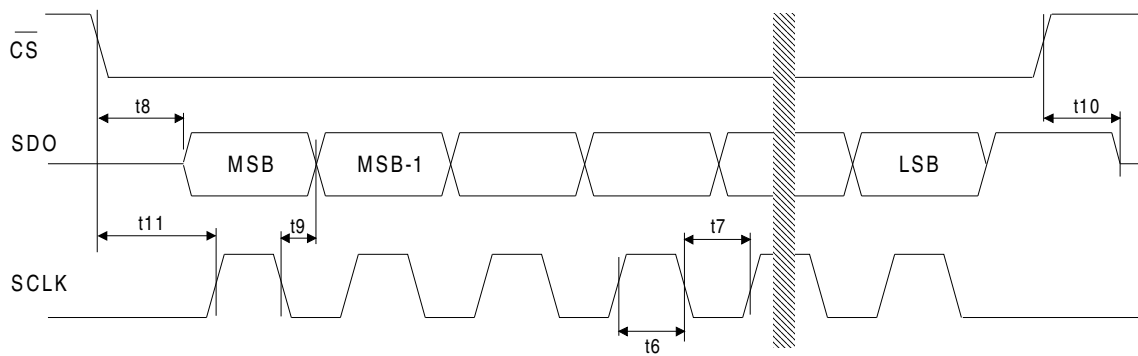 CS
t8
t10
SDO
MSB
MSB-1
LSB
t11
t9
t7
SCLK
t6